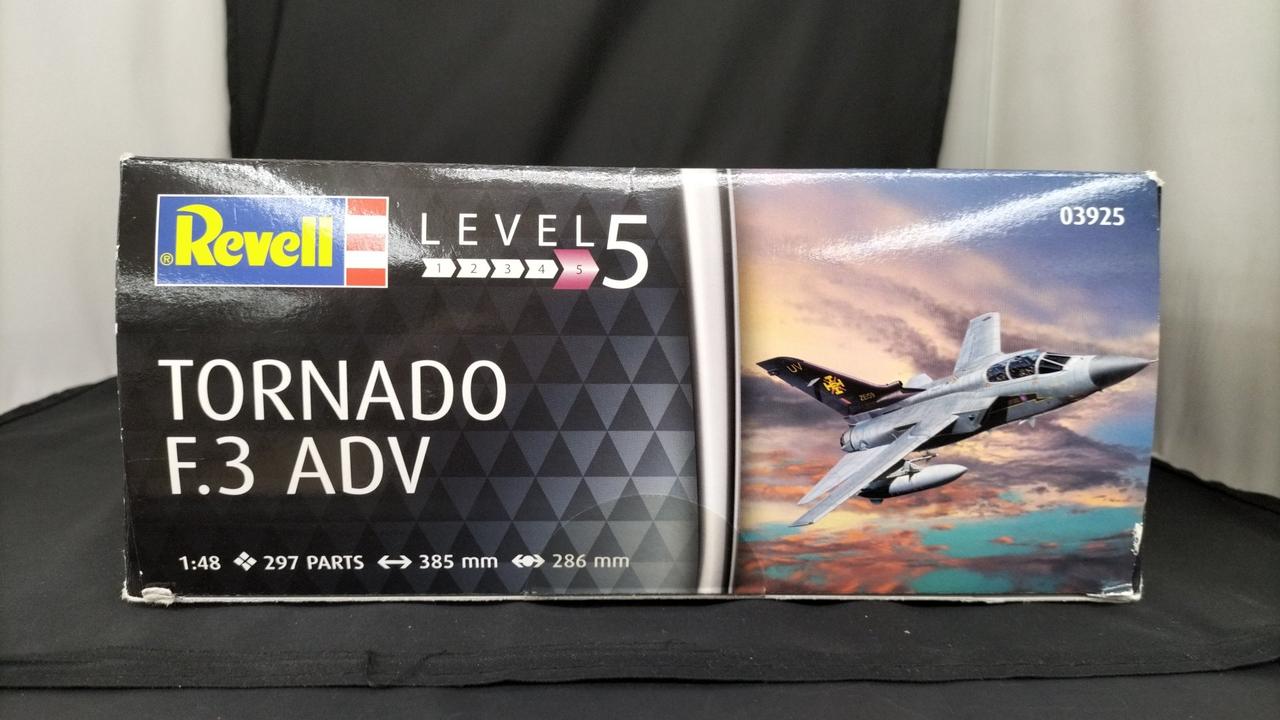 ® Revell
LEVEL 5
1 2 3 4 5
TORNADO
F.3 ADV
1:48 297 PARTS 385 mm 286 mm
03925
UV